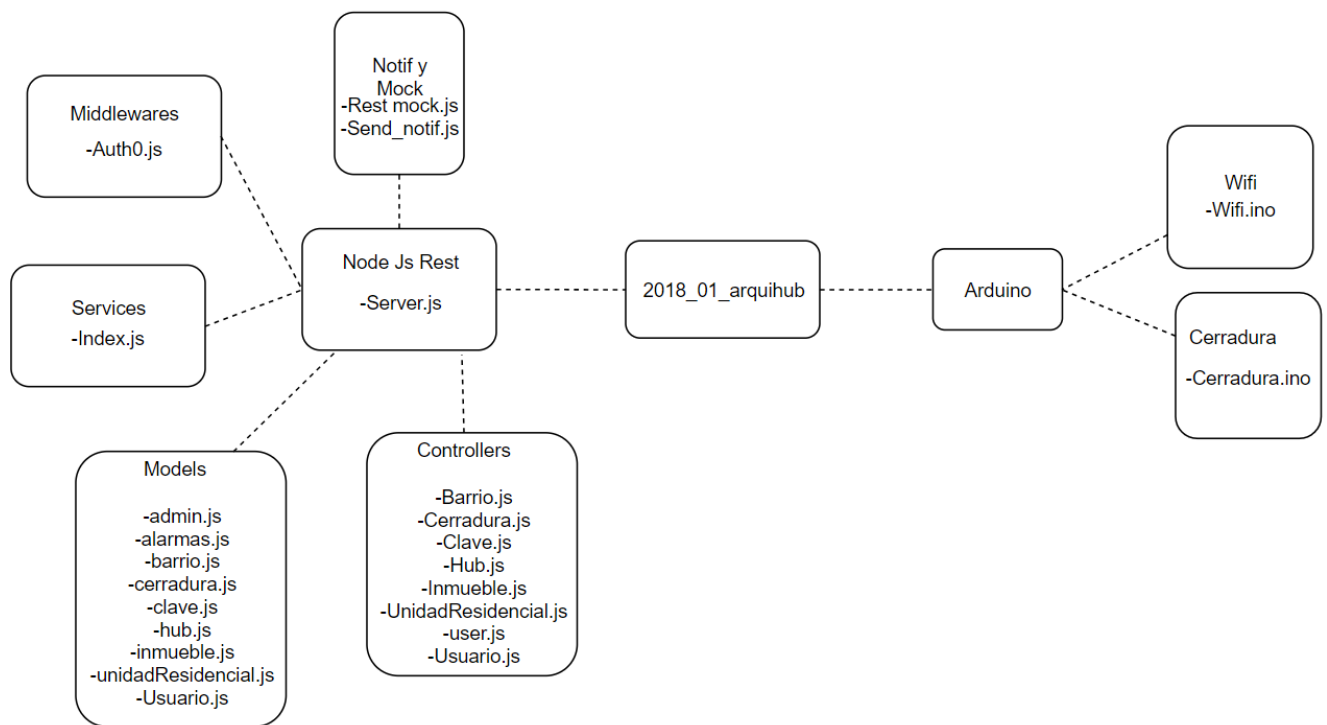 Notif y
Mock
-Rest mock.js
-Send_notif.js
Middlewares
-Auth0.js
Services
-Index.js
Node Js Rest
-Server.js
2018_01_arquihub
Arduino
Wifi
-Wifi.ino
Cerradura
-Cerradura.ino
Models
-admin.js
-alarmas.js
-barrio.js
-cerradura.js
-clave.js
-hub.js
-inmueble.js
-unidadResidencial.js
-Usuario.js
Controllers
-Barrio.js
-Cerradura.js
-Clave.js
-Hub.js
-Inmueble.js
-UnidadResidencial.js
-user.js
-Usuario.js